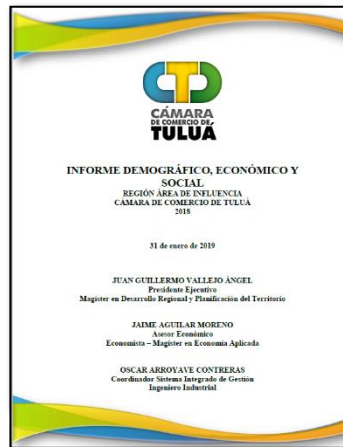 CÁMARA
DE COMERCIO DE
TULUÁ
INFORME DEMOGRÁFICO, ECONÓMICO Y
SOCIAL
REGIÓN ÁREA DE INFLUENCIA
CÁMARA DE COMERCIO DE TULUÁ
2018
31 de enero de 2019
JUAN GUILLERMO VALLEJO ÁNGEL
Presidente Ejecutivo
Magíster en Desarrollo Regional y Planificación del Territorio
JAIME AGUILAR MORENO
Asesor Económico
Economista – Magíster en Economía Aplicada
OSCAR ARROYAVE CONTRERAS
Coordinador Sistema Integrado de Gestión
Ingeniero Industrial